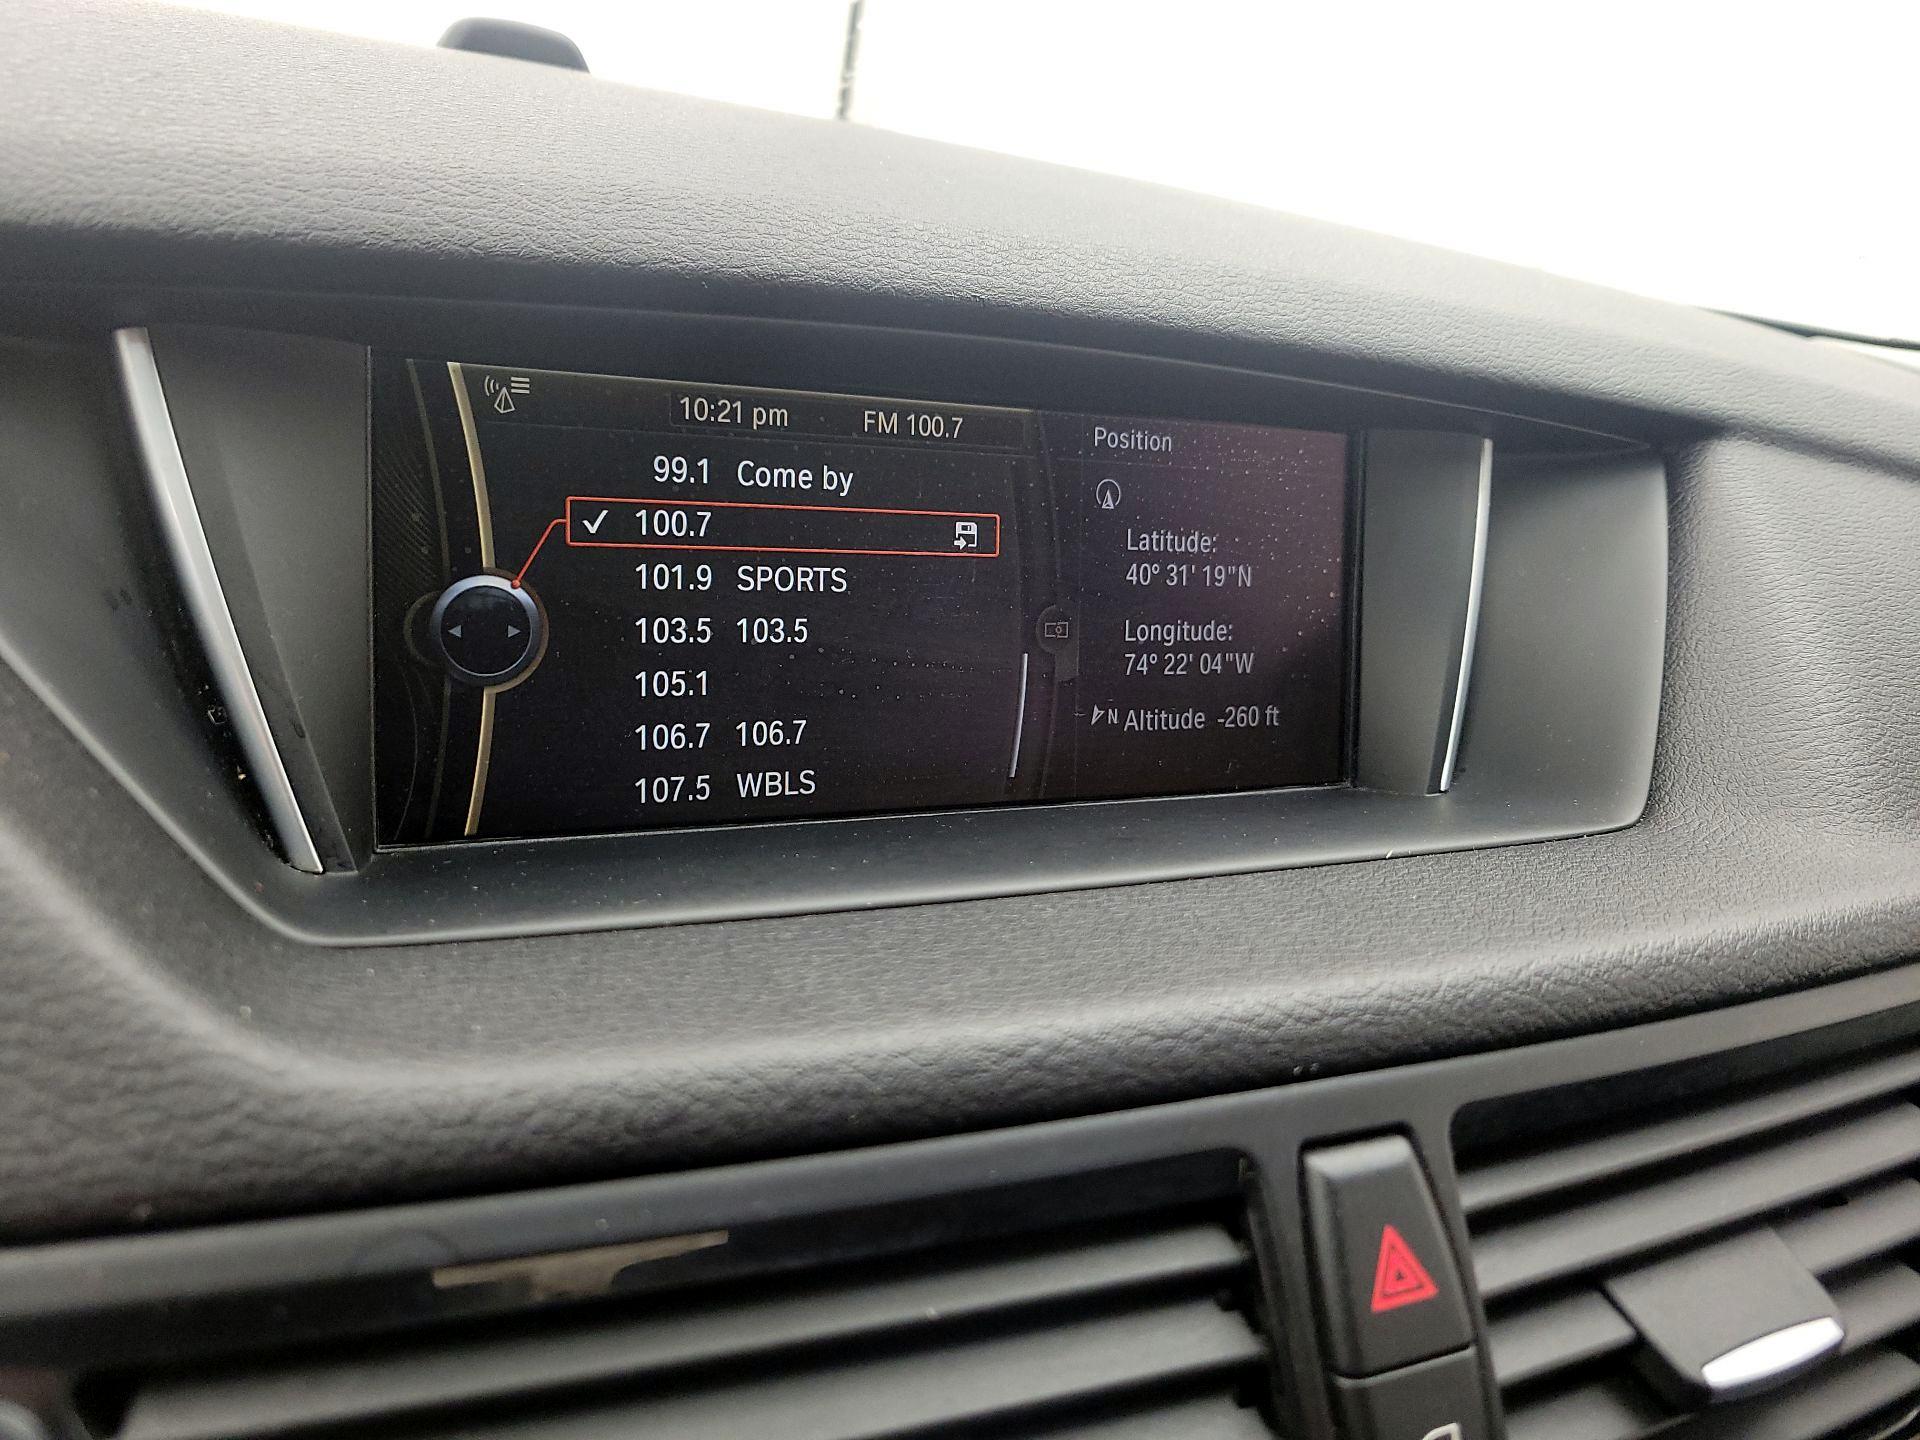 10:21 pm FM 100.7
99.1 Come by
100.7
101.9 SPORTS
103.5 103.5
105.1
106.7 106.7
107.5 WBLS
Position
Latitude:
40° 31' 19"N
Longitude:
74° 22' 04"W
N Altitude -260 ft